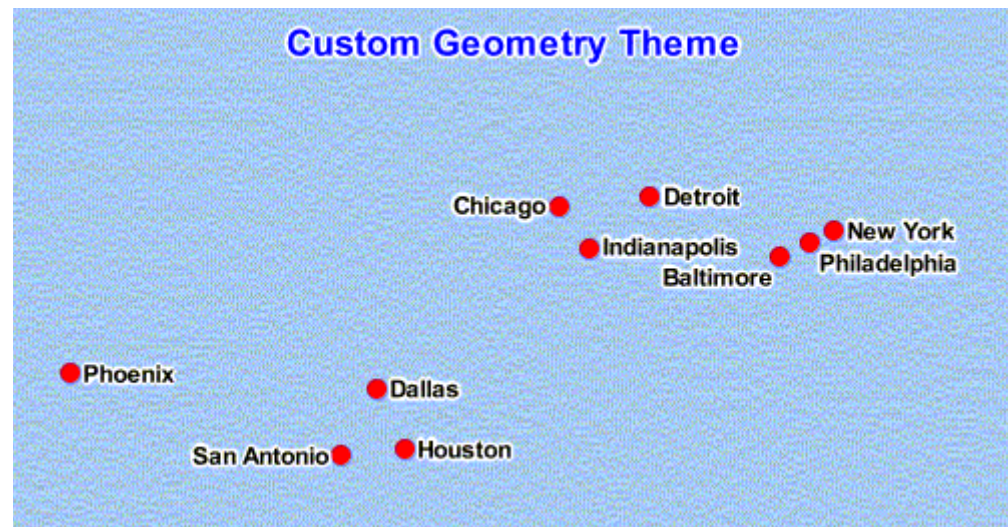 Custom Geometry Theme
Detroit
Chicago
New York
Indianapolis
Philadelphia
Baltimore
Phoenix
Dallas
Houston
San Antonio